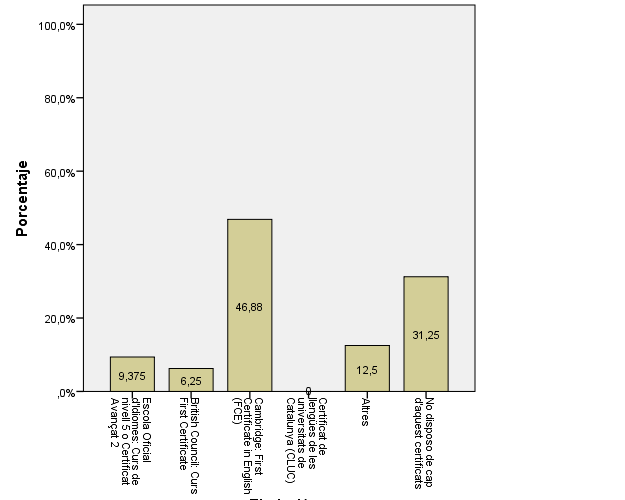 100,0%
80,0%
60,0%
40,0%
20,0%
,0%
Porcentaje
9,375
6,25
46,88
0
12,5
31,25
Escola Oficial
d'Idiomes: Curs de
nivell 5 o Certificat
Avançat 2
British Council: Curs
First Certificate
Cambridge: First
Certificate in English
(FCE)
Certificat de
llengües de les
universitats de
Catalunya (CLUC)
Altres
No disposo de cap
d'aquest certificats